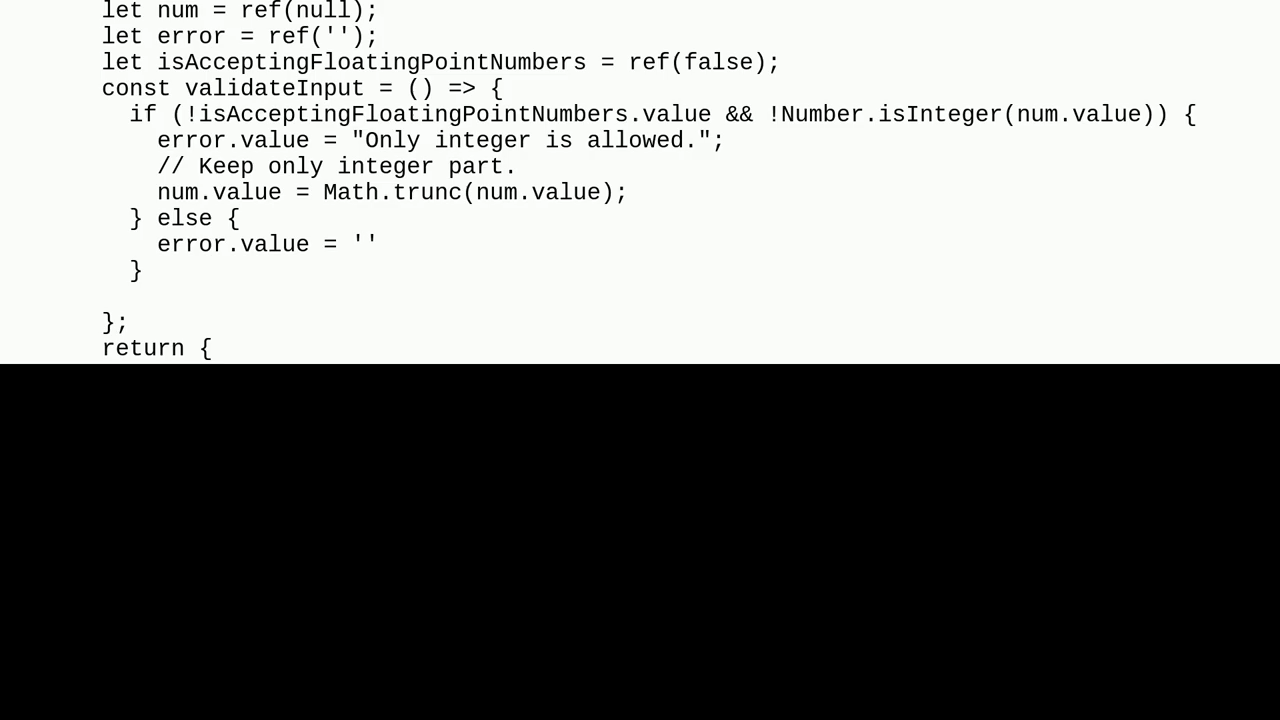 let num = ref(null);
let error = ref('');
let isAcceptingFloatingPointNumbers = ref(false);
const validateInput = () => {
if (!isAcceptingFloatingPointNumbers.value && !Number.isInteger(num.value)) {
error.value = "Only integer is allowed.";
// Keep only integer part.
num.value = Math.trunc(num.value);
} else {
error.value = ''
}
};
return {